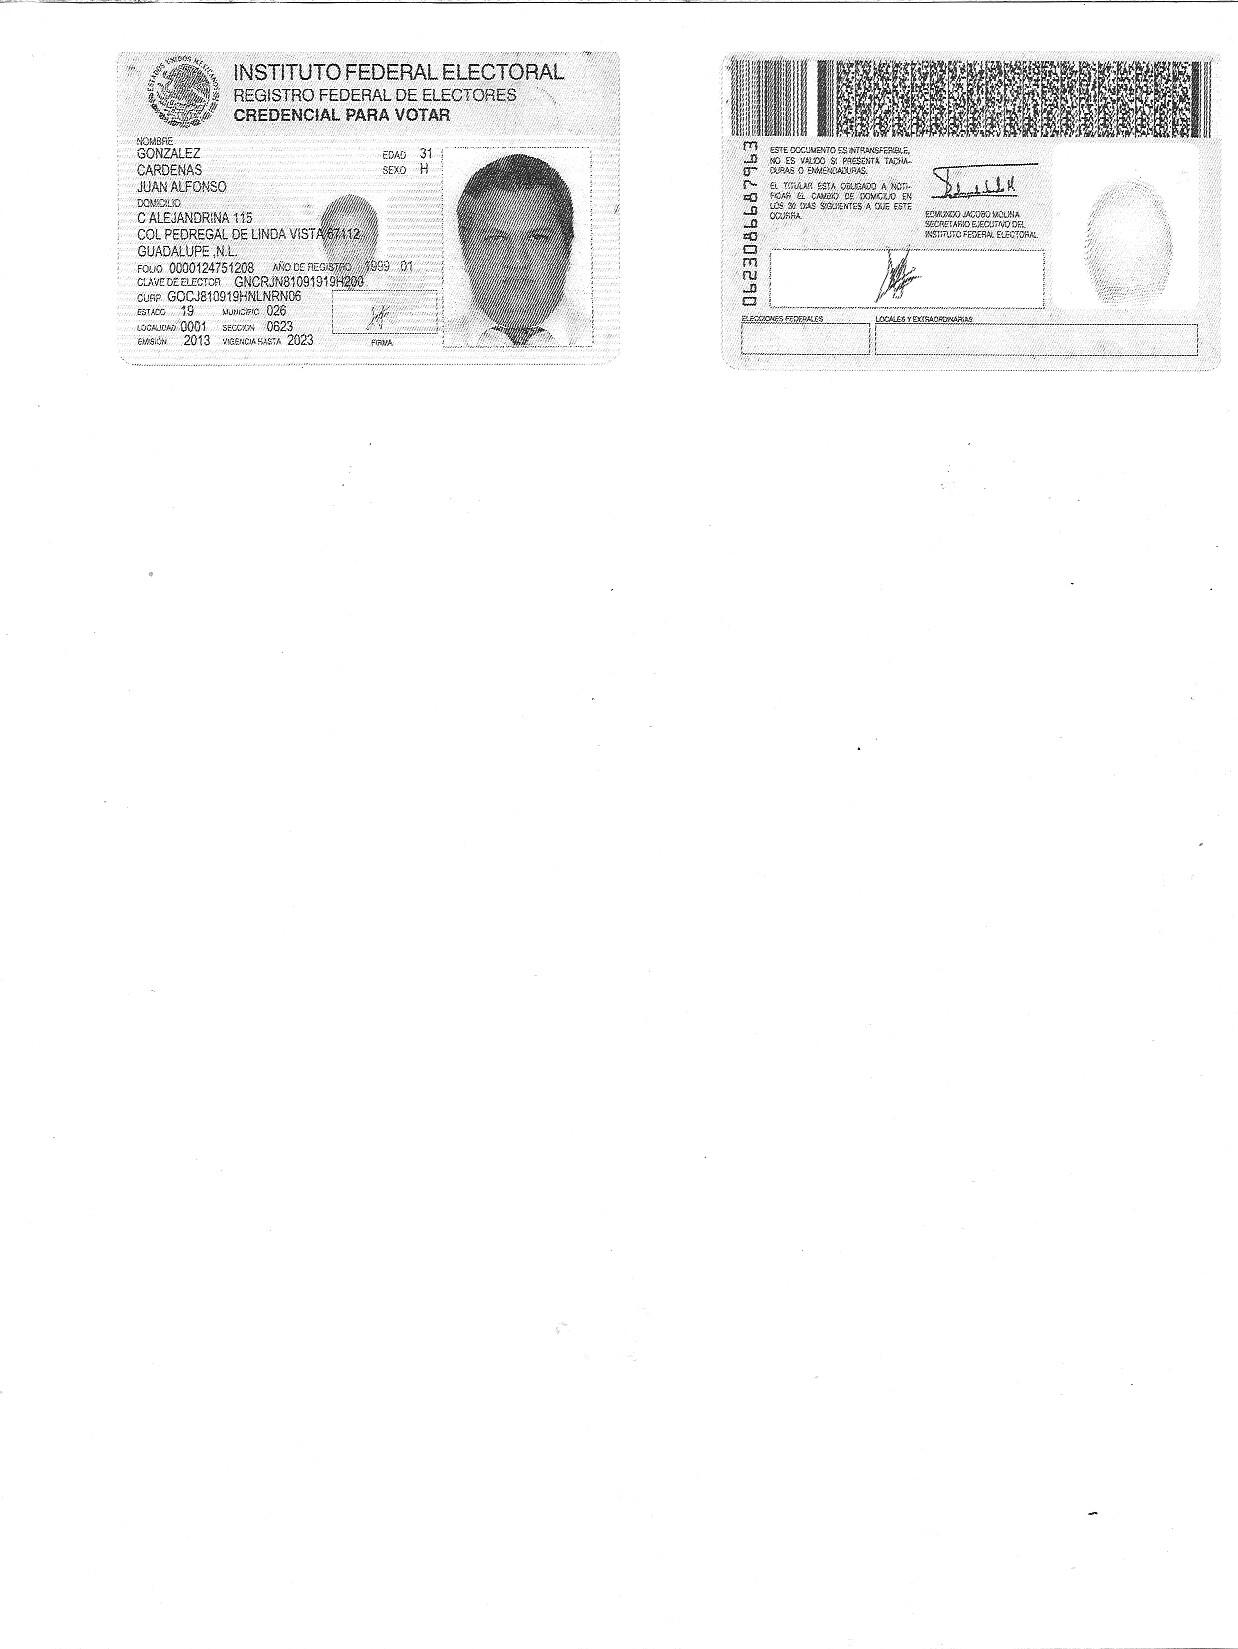 ESTADOS UNIDOS MEXICANOS
INSTITUTO FEDERAL ELECTORAL
REGISTRO FEDERAL DE ELECTORES
CREDENCIAL PARA VOTAR
NOMBRE
GONZALEZ
CARDENAS
JUAN ALFONSO
EDAD 31
SEXO H
DOMICILIO
C ALEJANDRINA 115
COL PEDREGAL DE LINDA VISTA 67112
GUADALUPE ,N.L.
FOLIO 0000124751208 AÑO DE REGISTRO 1999 01
CLAVE DE ELECTOR GNCRJN81091919H200
CURP GOCJ810919HNLNRN06
ESTADO 19 MUNICIPIO 026
LOCALIDAD 0001 SECCION 0623
EMISIÓN 2013 VIGENCIA HASTA 2023
FIRMA
ESTE DOCUMENTO ES INTRANSFERIBLE,
NO ES VALIDO SI PRESENTA TACHA-
DURAS O ENMENDADURAS.
EL TITULAR ESTA OBLIGADO A NOTI-
FICAR EL CAMBIO DE DOMICILIO EN
LOS 30 DIAS SIGUIENTES A QUE ESTE
OCURRA.
EDMUNDO JACOBO MOLINA
SECRETARIO EJECUTIVO DEL
INSTITUTO FEDERAL ELECTORAL
ELECCIONES FEDERALES
LOCALES Y EXTRAORDINARIAS